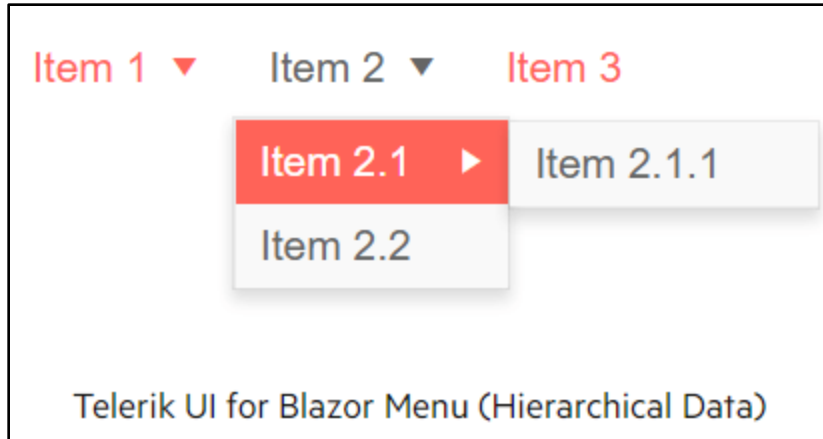 Item 1 ▼ Item 2 ▼ Item 3
Item 2.1 ▶ Item 2.1.1
Item 2.2
Telerik UI for Blazor Menu (Hierarchical Data)